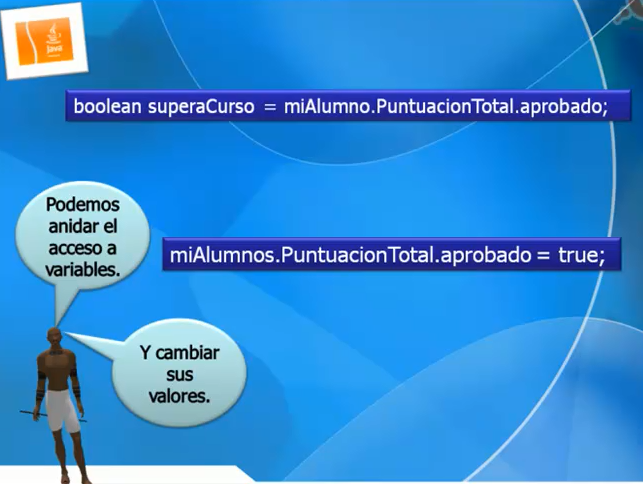 Java
boolean superaCurso = miAlumno.PuntuacionTotal.aprobado;
Podemos
anidar el
acceso a
variables.
miAlumnos.PuntuacionTotal.aprobado = true;
Y cambiar
sus
valores.